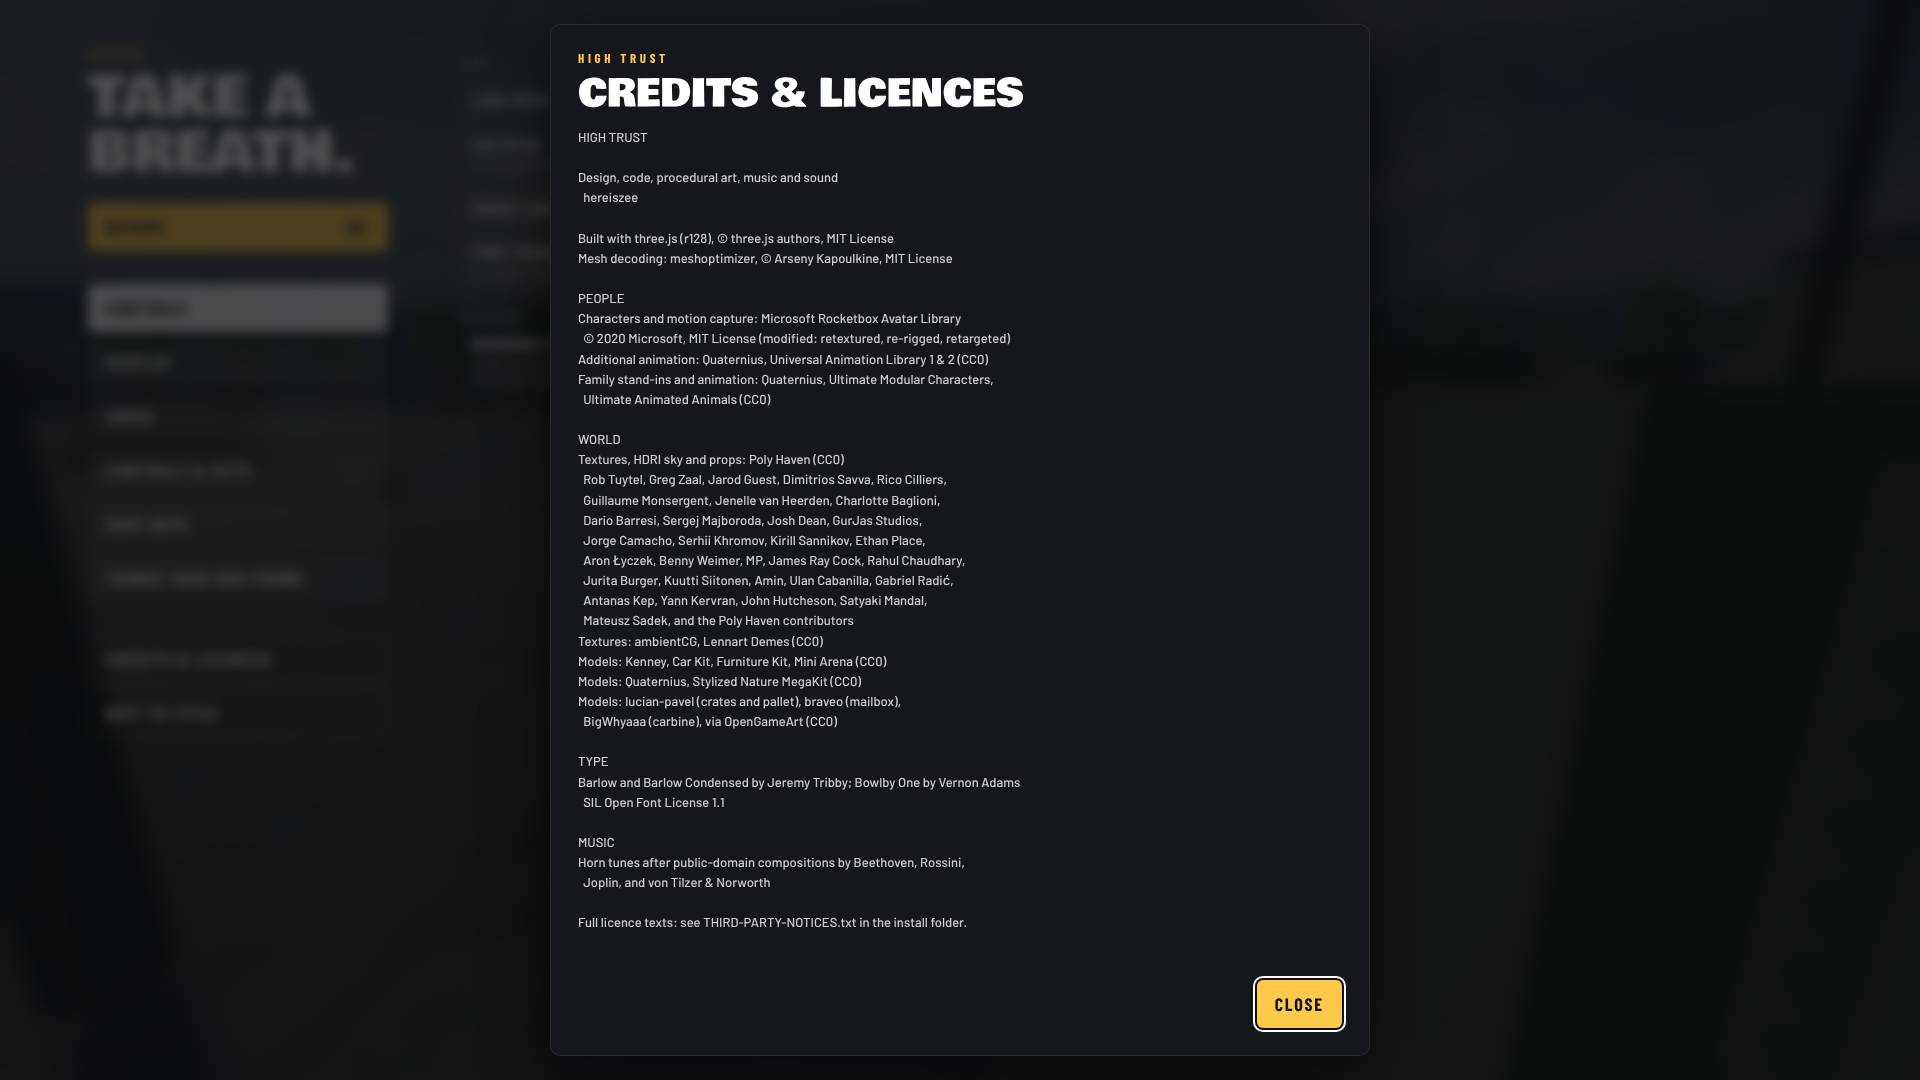 HIGH TRUST
CREDITS & LICENCES
HIGH TRUST
Design, code, procedural art, music and sound
hereiszee
Built with three.js (r128), © three.js authors, MIT License
Mesh decoding: meshoptimizer, © Arseny Kapoulkine, MIT License
PEOPLE
Characters and motion capture: Microsoft Rocketbox Avatar Library
© 2020 Microsoft, MIT License (modified: retextured, re-rigged, retargeted)
Additional animation: Quaternius, Universal Animation Library 1 & 2 (CC0)
Family stand-ins and animation: Quaternius, Ultimate Modular Characters,
Ultimate Animated Animals (CC0)
WORLD
Textures, HDRI sky and props: Poly Haven (CC0)
Rob Tuytel, Greg Zaal, Jarod Guest, Dimitrios Savva, Rico Cilliers,
Guillaume Monsergent, Jenelle van Heerden, Charlotte Baglioni,
Dario Barresi, Sergej Majboroda, Josh Dean, GurJas Studios,
Jorge Camacho, Serhii Khromov, Kirill Sannikov, Ethan Place,
Aron Łyczek, Benny Weimer, MP, James Ray Cock, Rahul Chaudhary,
Jurita Burger, Kuutti Siitonen, Amin, Ulan Cabanilla, Gabriel Radić,
Antanas Kep, Yann Kervran, John Hutcheson, Satyaki Mandal,
Mateusz Sadek, and the Poly Haven contributors
Textures: ambientCG, Lennart Demes (CC0)
Models: Kenney, Car Kit, Furniture Kit, Mini Arena (CC0)
Models: Quaternius, Stylized Nature MegaKit (CC0)
Models: lucian-pavel (crates and pallet), braveo (mailbox),
BigWhyaaa (carbine), via OpenGameArt (CC0)
TYPE
Barlow and Barlow Condensed by Jeremy Tribby; Bowlby One by Vernon Adams
SIL Open Font License 1.1
MUSIC
Horn tunes after public-domain compositions by Beethoven, Rossini,
Joplin, and von Tilzer & Norworth
Full licence texts: see THIRD-PARTY-NOTICES.txt in the install folder.
CLOSE
TAKE A
BREATH.